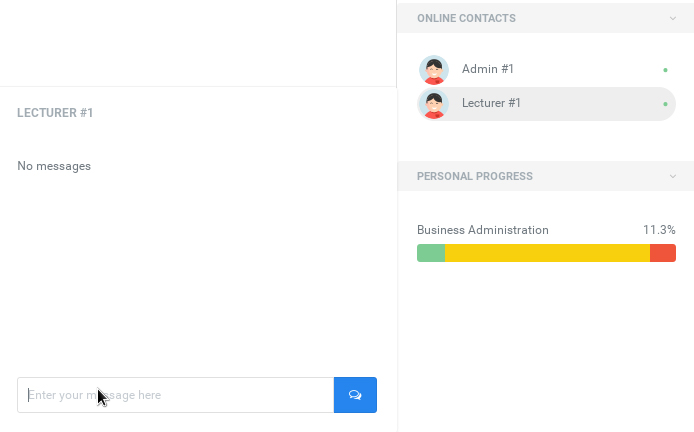 ONLINE CONTACTS
Admin #1
Lecturer #1
LECTURER #1
No messages
PERSONAL PROGRESS
Business Administration 11.3%
Enter your message here